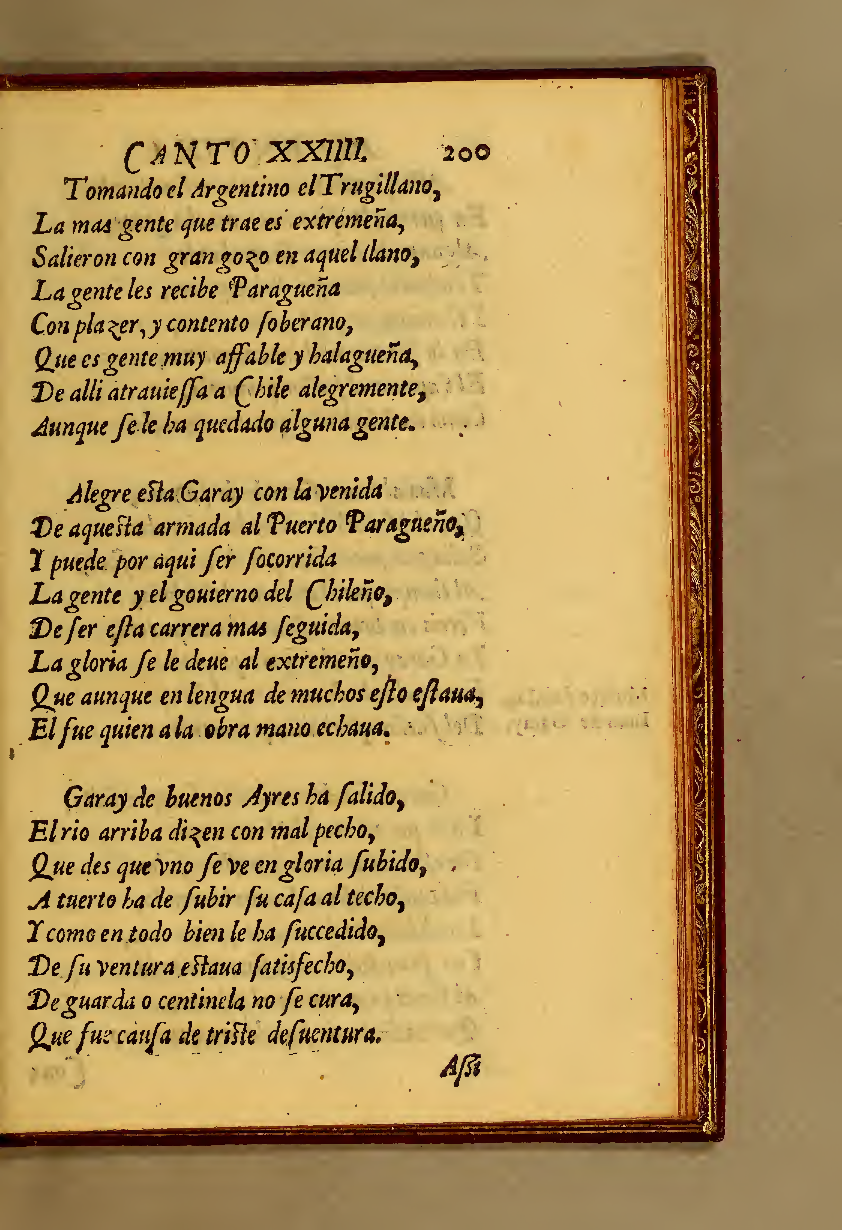 CANTO XXIIII. 200
Tomando el Argentino el Trugillano,
La mas gente que trae es extremeña,
Salieron con gran gozo en aquel llano,
La gente les recibe Paragueña
Con plazer, y contento ſoberano,
Que es gente muy affable y halagueña,
De alli atrauieſſa a Chile alegremente,
Aunque ſe le ha quedado alguna gente.
Alegre eſta Garay con la venida
De aqueſta armada al Puerto Paragueño,
Y puede por aqui ſer ſocorrida
La gente y el gouierno del Chileño,
De ſer eſta carrera mas ſeguida,
La gloria ſe le deue al extremeño,
Que aunque en lengua de muchos eſto eſtaua,
El fue quien a la obra mano echaua.
Garay de buenos Ayres ha ſalido,
El rio arriba dizen con mal pecho,
Que des que vno ſe ve en gloria ſubido,
A tuerto ha de ſubir ſu caſa al techo,
Y como en todo bien le ha ſuccedido,
De ſu ventura eſtaua ſatisfecho,
De guarda o centinela no ſe cura,
Que fue cauſa de triſte deſuentura.
Aſſi